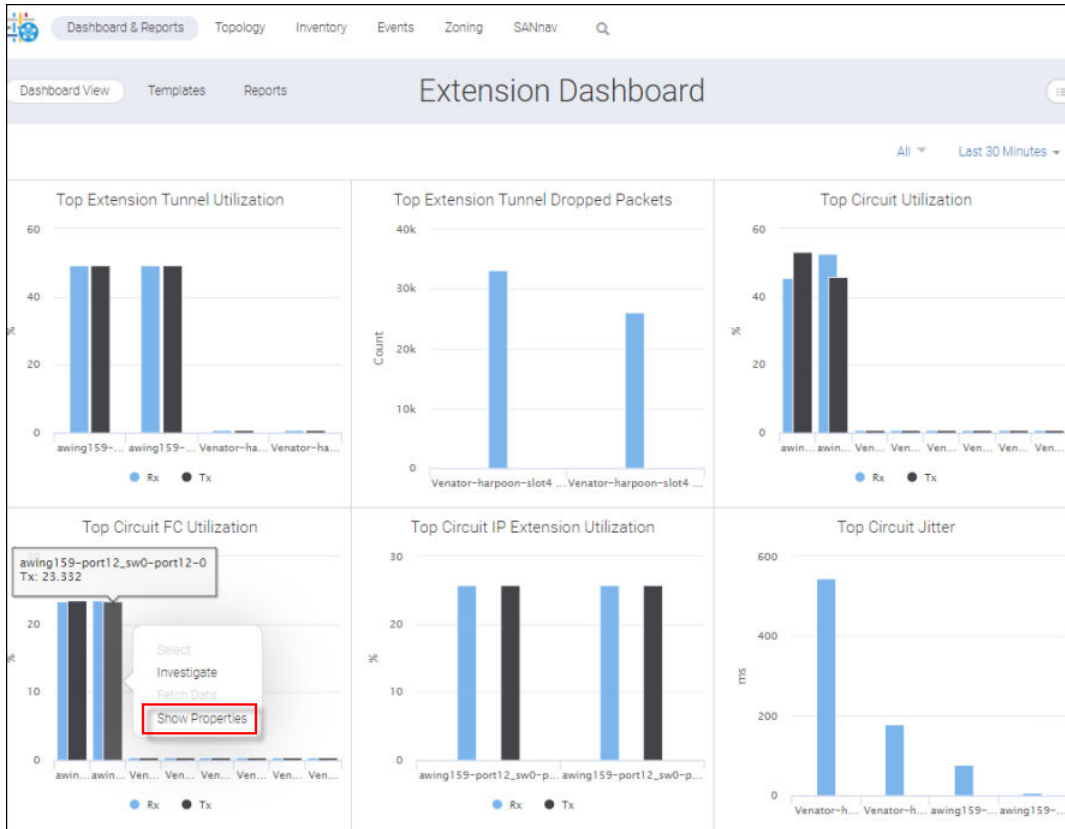 Dashboard & Reports Topology Inventory Events Zoning SANnav
Dashboard View Templates Reports Extension Dashboard
All Last 30 Minutes
Top Extension Tunnel Utilization
60
40
%
20
0
awing159-... awing159-... Venator-ha... Venator-ha...
Rx Tx
Top Extension Tunnel Dropped Packets
40k
30k
Count
20k
10k
0
Venator-harpoon-slot4 ... Venator-harpoon-slot4 ...
Top Circuit Utilization
60
40
%
20
0
awin... awin... Ven... Ven... Ven... Ven... Ven... Ven...
Rx Tx
Top Circuit FC Utilization
awing159-port12_sw0-port12-0
Tx: 23.332
20
%
10
0
Select
Investigate
Fetch Data
Show Properties
awin... awin... Ven... Ven... Ven... Ven... Ven... Ven...
Rx Tx
Top Circuit IP Extension Utilization
30
20
%
10
0
awing159-port12_sw0-p... awing159-port12_sw0-p...
Rx Tx
Top Circuit Jitter
600
400
ms
200
0
Venator-h... Venator-h... awing159-... awing159-...